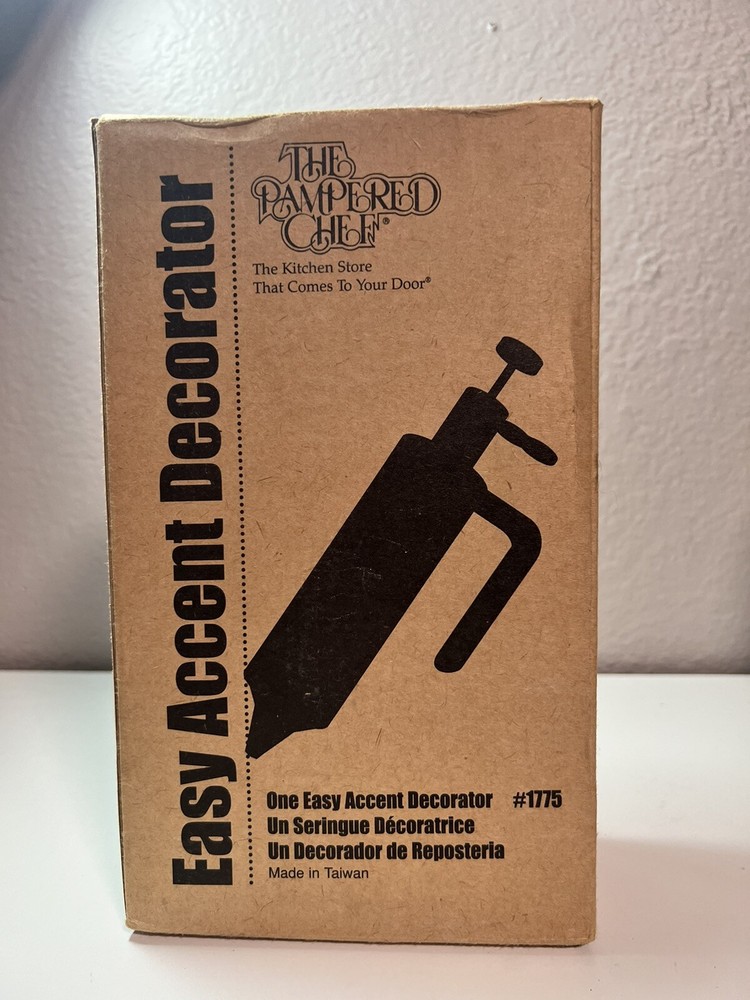 Easy Accent Decorator
THE
PAMPERED
CHEF®
The Kitchen Store
That Comes To Your Door®
One Easy Accent Decorator #1775
Un Seringue Décoratrice
Un Decorador de Reposteria
Made in Taiwan